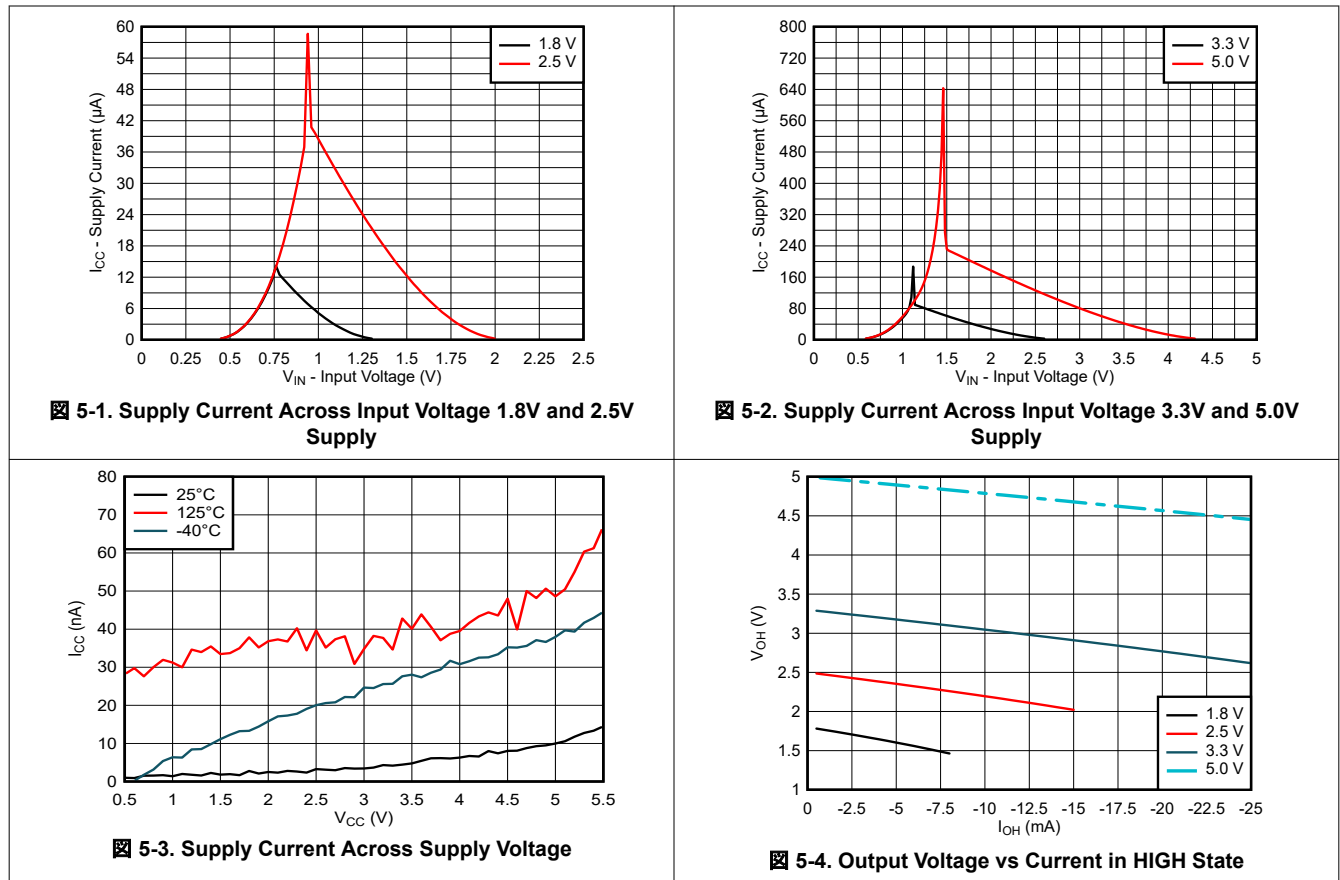 60
54
48
42
36
30
24
18
12
6
0
I_CC - Supply Current (µA)
1.8 V
2.5 V
0 0.25 0.5 0.75 1 1.25 1.5 1.75 2 2.25 2.5
V_IN - Input Voltage (V)
図 5-1. Supply Current Across Input Voltage 1.8V and 2.5V
Supply
800
720
640
560
480
400
320
240
160
80
0
I_CC - Supply Current (µA)
3.3 V
5.0 V
0 0.5 1 1.5 2 2.5 3 3.5 4 4.5 5
V_IN - Input Voltage (V)
図 5-2. Supply Current Across Input Voltage 3.3V and 5.0V
Supply
80
70
60
50
40
30
20
10
0
I_CC (nA)
25°C
125°C
-40°C
0.5 1 1.5 2 2.5 3 3.5 4 4.5 5 5.5
V_CC (V)
図 5-3. Supply Current Across Supply Voltage
5
4.5
4
3.5
3
2.5
2
1.5
1
V_OH (V)
1.8 V
2.5 V
3.3 V
5.0 V
0 -2.5 -5 -7.5 -10 -12.5 -15 -17.5 -20 -22.5 -25
I_OH (mA)
図 5-4. Output Voltage vs Current in HIGH State